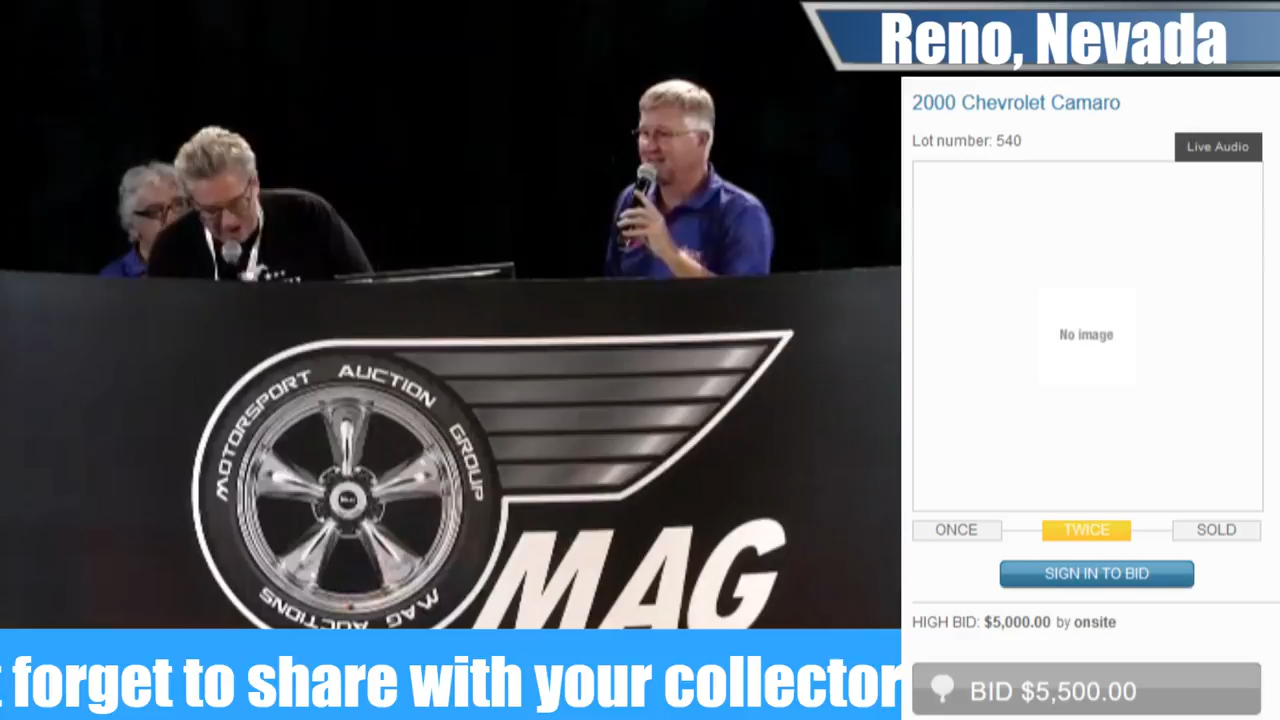 Reno, Nevada
2000 Chevrolet Camaro
Lot number: 540
Live Audio
No image
ONCE
TWICE
SOLD
SIGN IN TO BID
HIGH BID: $5,000.00 by onsite
BID $5,500.00
MOTORSPORT AUCTION GROUP
MAG AUCTIONS
MAG
forget to share with your collector